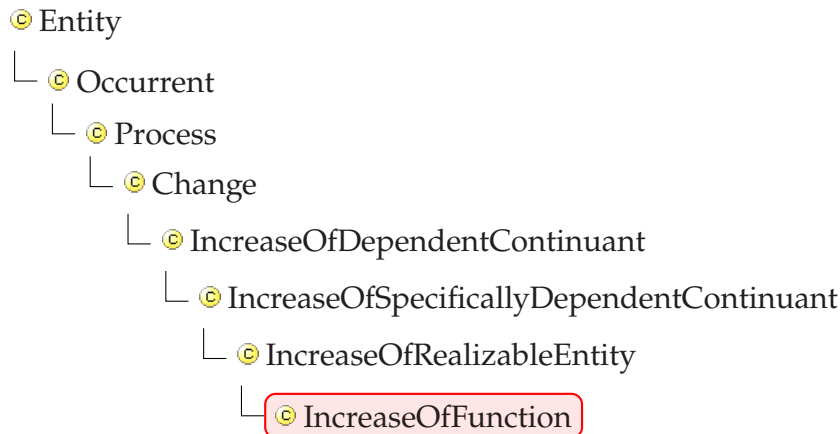 Entity
Occurrent
Process
Change
IncreaseOfDependentContinuant
IncreaseOfSpecificallyDependentContinuant
IncreaseOfRealizableEntity
IncreaseOfFunction